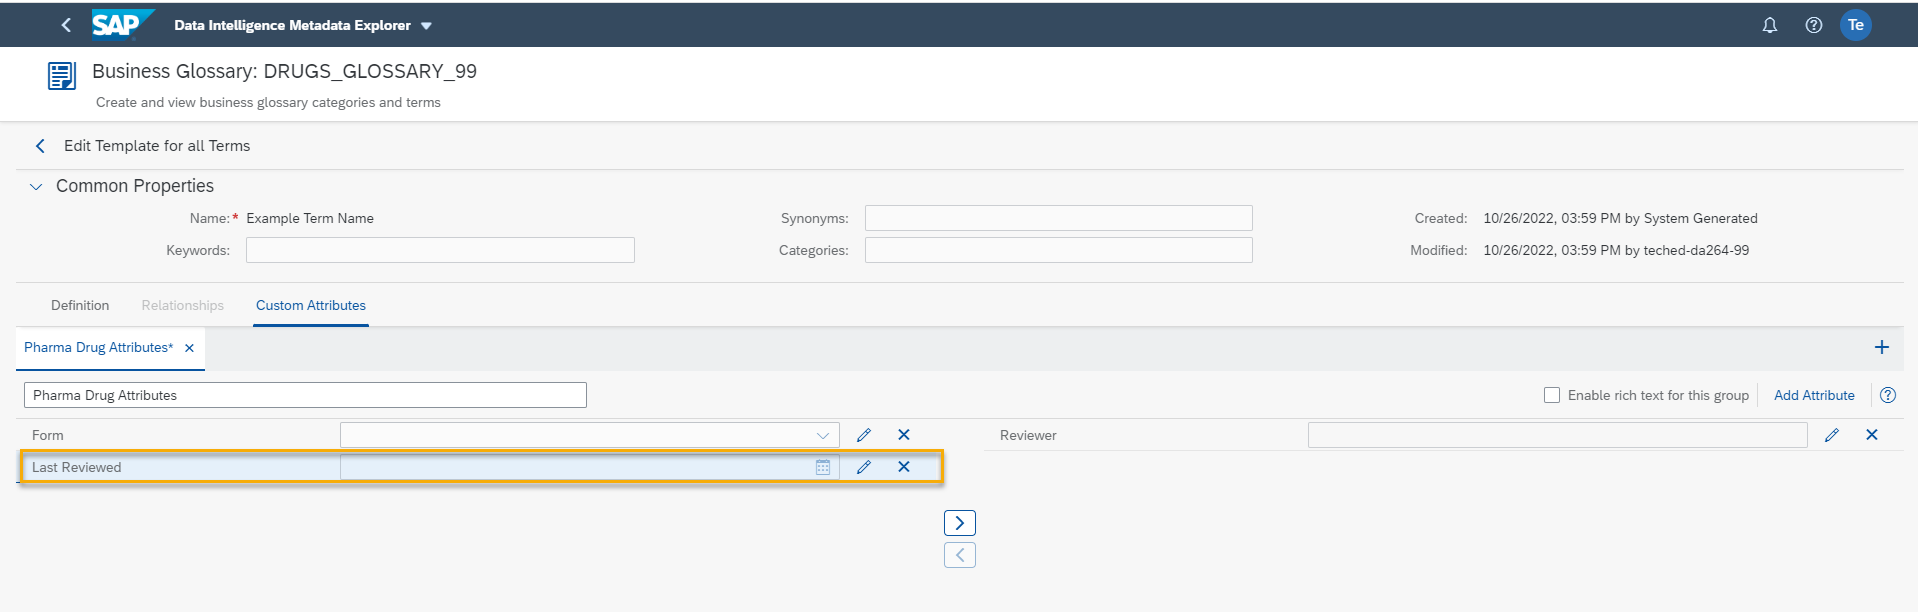 SAP Data Intelligence Metadata Explorer Te
Business Glossary: DRUGS_GLOSSARY_99
Create and view business glossary categories and terms
Edit Template for all Terms
Common Properties
Name:* Example Term Name Synonyms: Created: 10/26/2022, 03:59 PM by System Generated
Keywords: Categories: Modified: 10/26/2022, 03:59 PM by teched-da264-99
Definition Relationships Custom Attributes
Pharma Drug Attributes*
Pharma Drug Attributes Enable rich text for this group Add Attribute
Form Reviewer
Last Reviewed